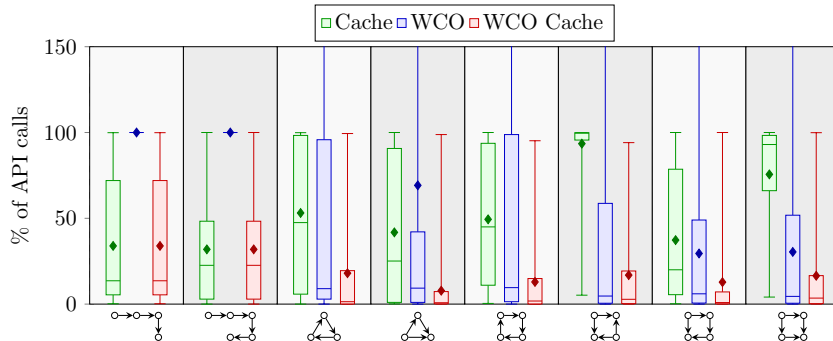 Cache WCO WCO Cache
150
100
50
0
% of API calls